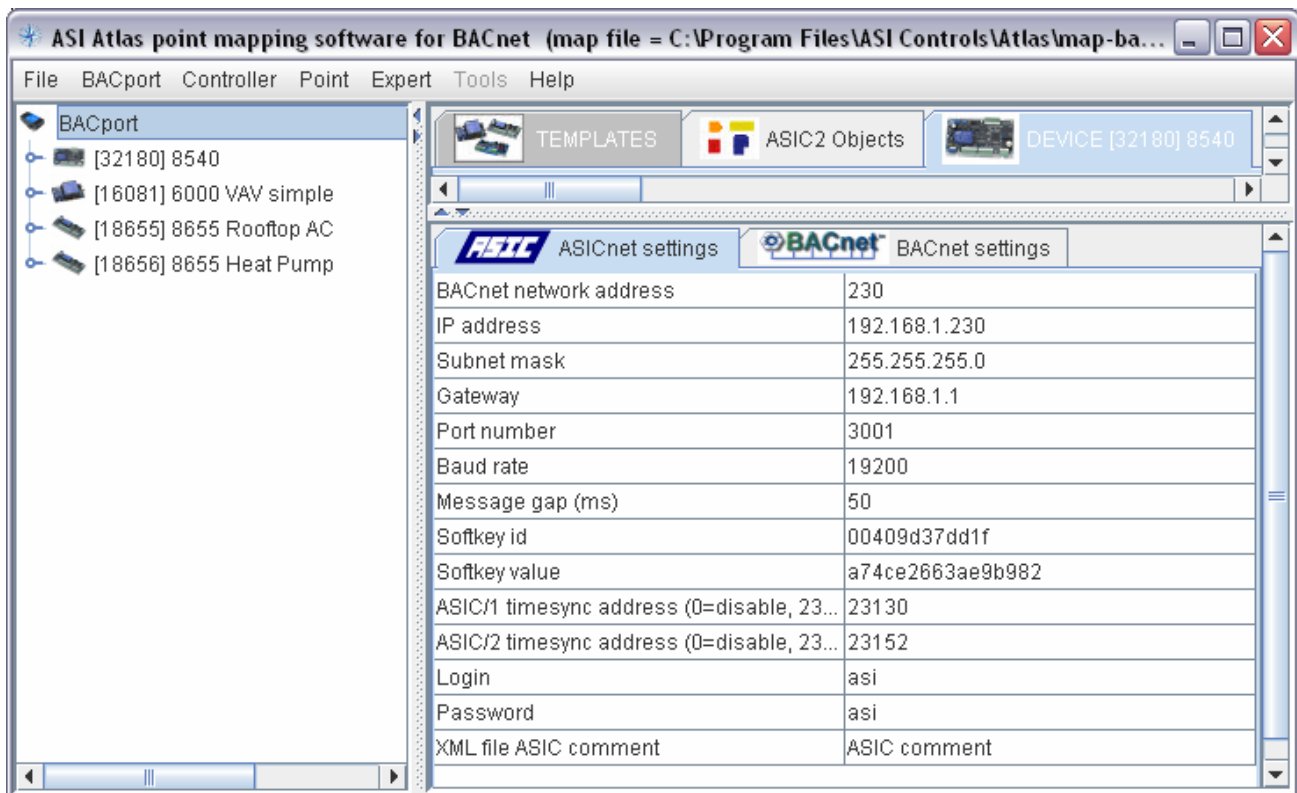 ASI Atlas point mapping software for BACnet (map file = C:\Program Files\ASI Controls\Atlas\map-ba...
File BACport Controller Point Expert Tools Help
BACport
[32180] 8540
[16081] 6000 VAV simple
[18655] 8655 Rooftop AC
[18656] 8655 Heat Pump
TEMPLATES ASIC2 Objects DEVICE [32180] 8540
ASIC ASICnet settings BACnet BACnet settings
BACnet network address 230
IP address 192.168.1.230
Subnet mask 255.255.255.0
Gateway 192.168.1.1
Port number 3001
Baud rate 19200
Message gap (ms) 50
Softkey id 00409d37dd1f
Softkey value a74ce2663ae9b982
ASIC/1 timesync address (0=disable, 23... 23130
ASIC/2 timesync address (0=disable, 23... 23152
Login asi
Password asi
XML file ASIC comment ASIC comment